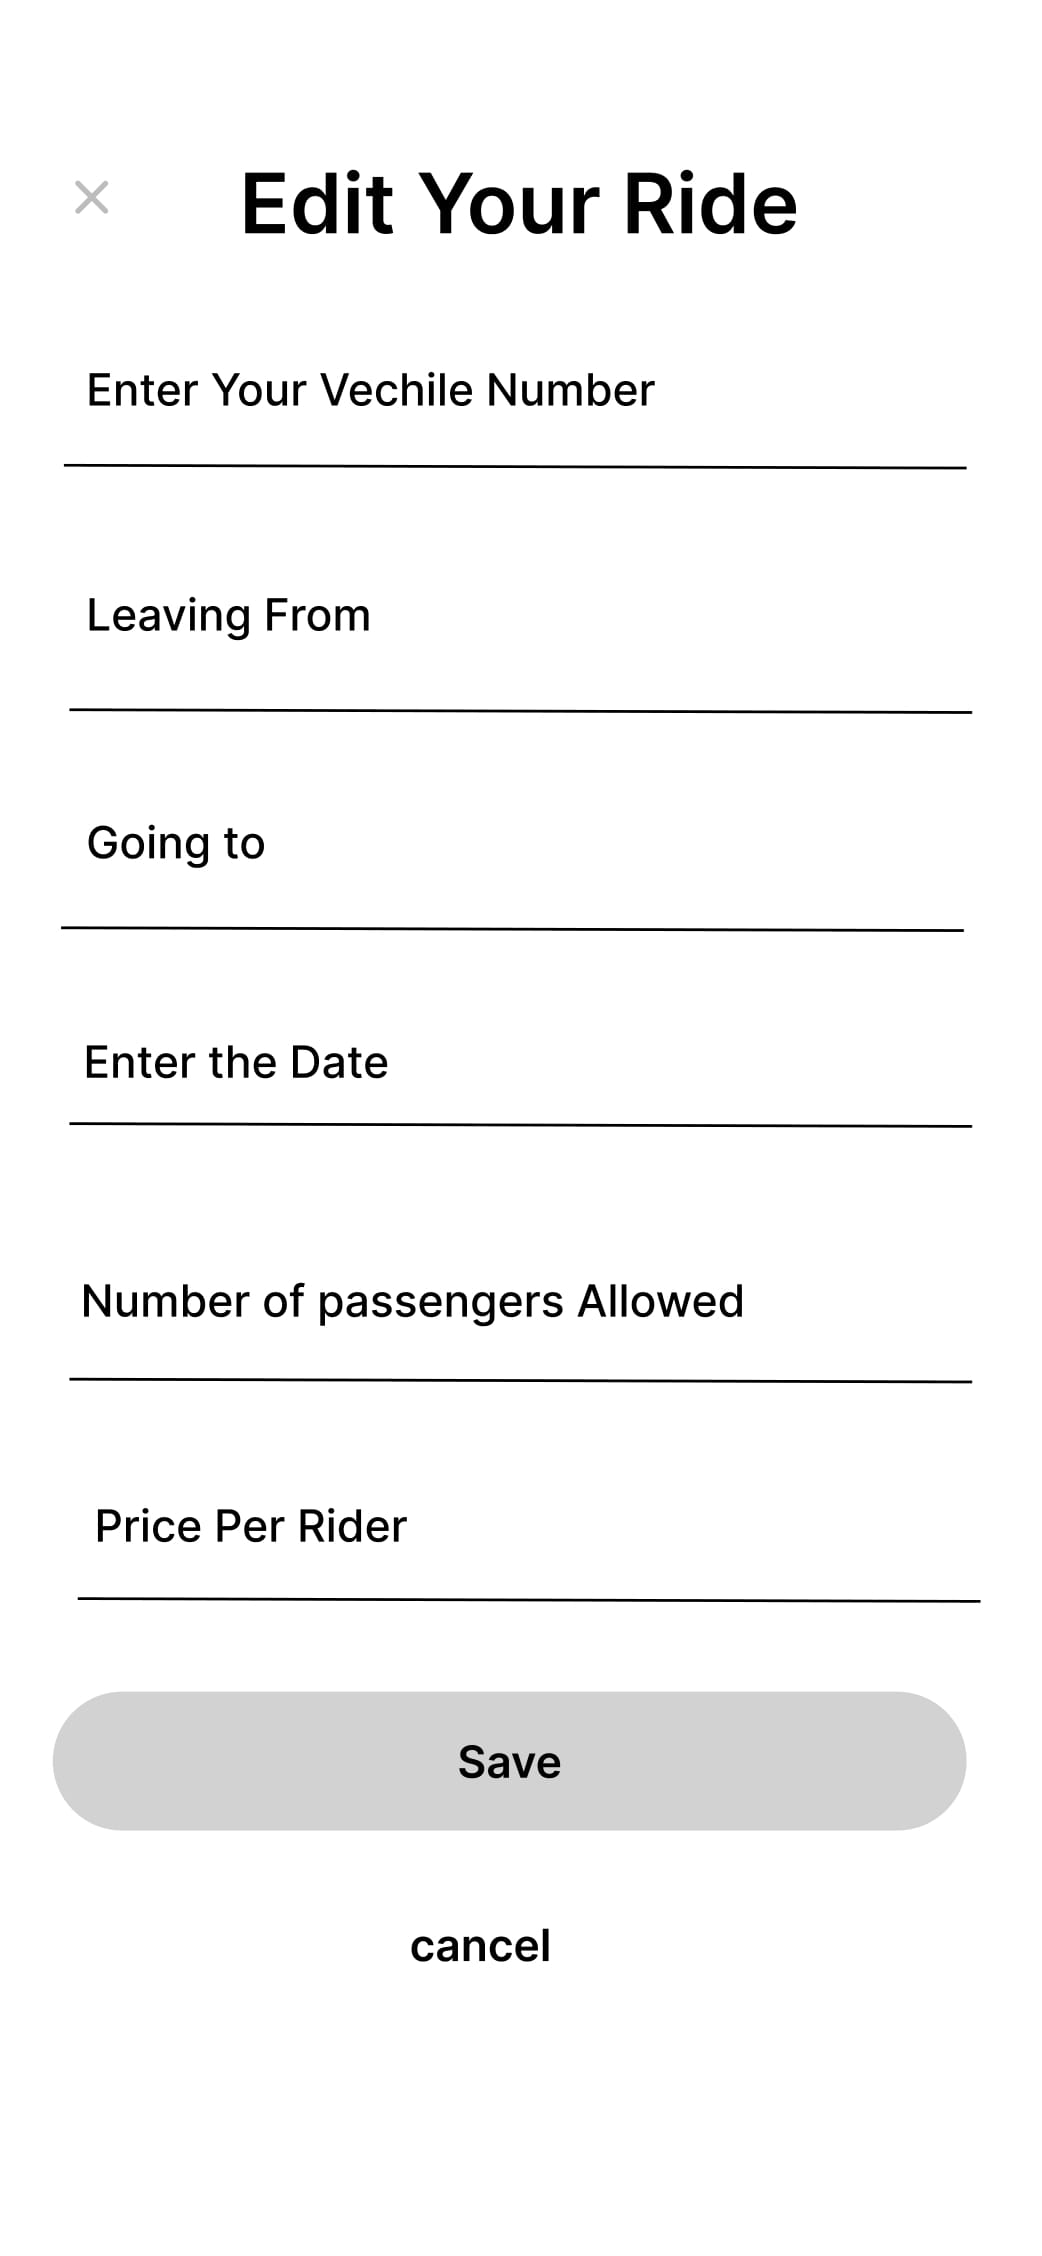 Edit Your Ride
Enter Your Vechile Number
Leaving From
Going to
Enter the Date
Number of passengers Allowed
Price Per Rider
Save
cancel